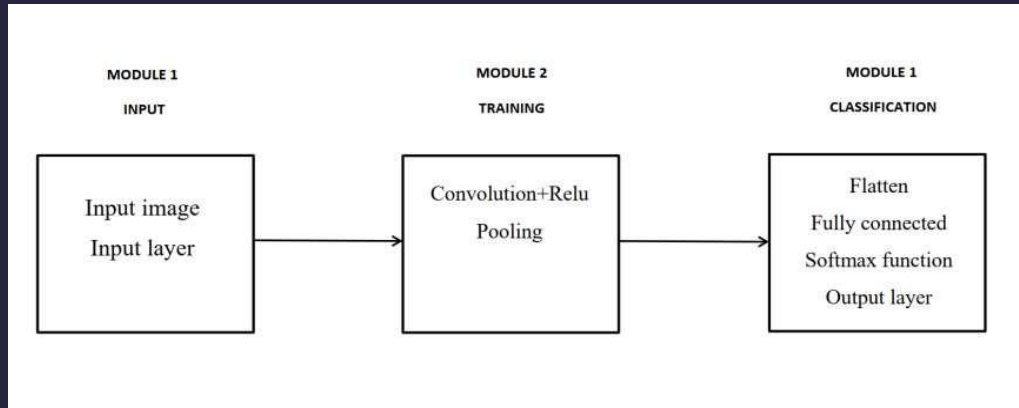 MODULE 1
INPUT
Input image
Input layer
MODULE 2
TRAINING
Convolution+Relu
Pooling
MODULE 1
CLASSIFICATION
Flatten
Fully connected
Softmax function
Output layer